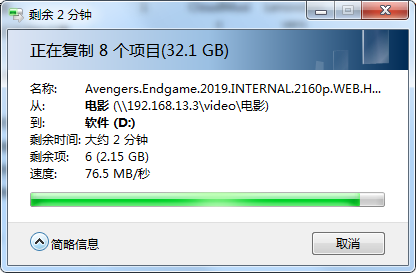 剩余 2 分钟
正在复制 8 个项目(32.1 GB)
名称: Avengers.Endgame.2019.INTERNAL.2160p.WEB.H...
从: 电影 (\\192.168.13.3\video\电影)
到: 软件 (D:)
剩余时间: 大约 2 分钟
剩余项: 6 (2.15 GB)
速度: 76.5 MB/秒
简略信息
取消